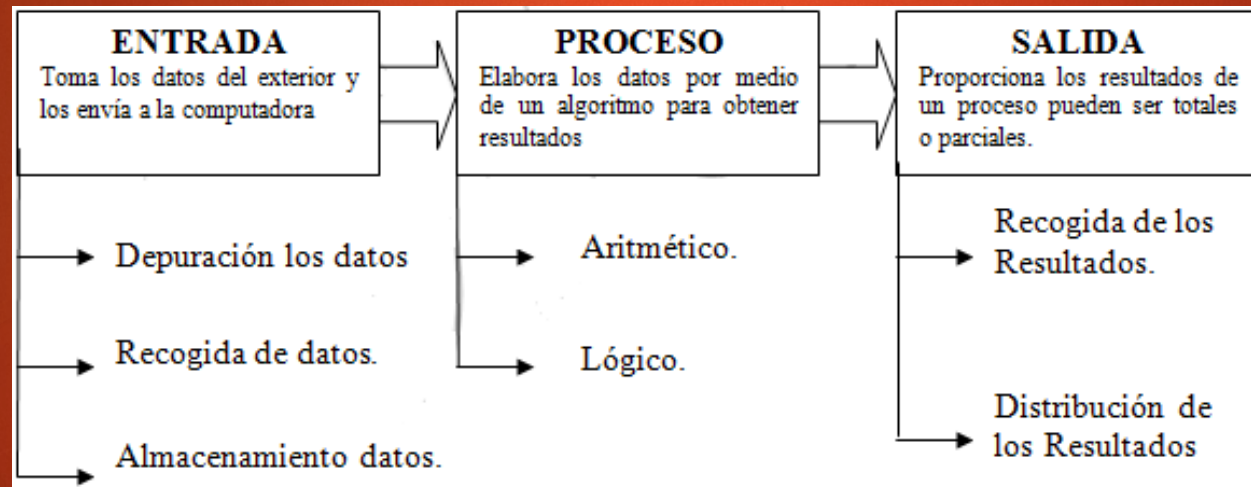 ENTRADA
Toma los datos del exterior y
los envía a la computadora
PROCESO
Elabora los datos por medio
de un algoritmo para obtener
resultados
SALIDA
Proporciona los resultados de
un proceso pueden ser totales
o parciales.
Depuración los datos
Recogida de datos.
Almacenamiento datos.
Aritmético.
Lógico.
Recogida de los
Resultados.
Distribución de
los Resultados